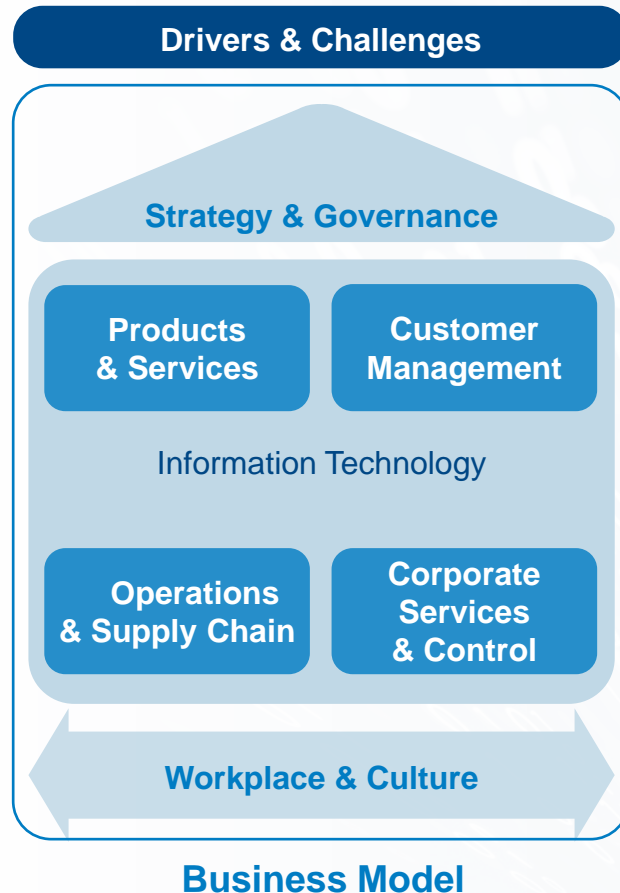 Drivers & Challenges
Strategy & Governance
Products
& Services
Customer
Management
Information Technology
Operations
& Supply Chain
Corporate
Services
& Control
Workplace & Culture
Business Model